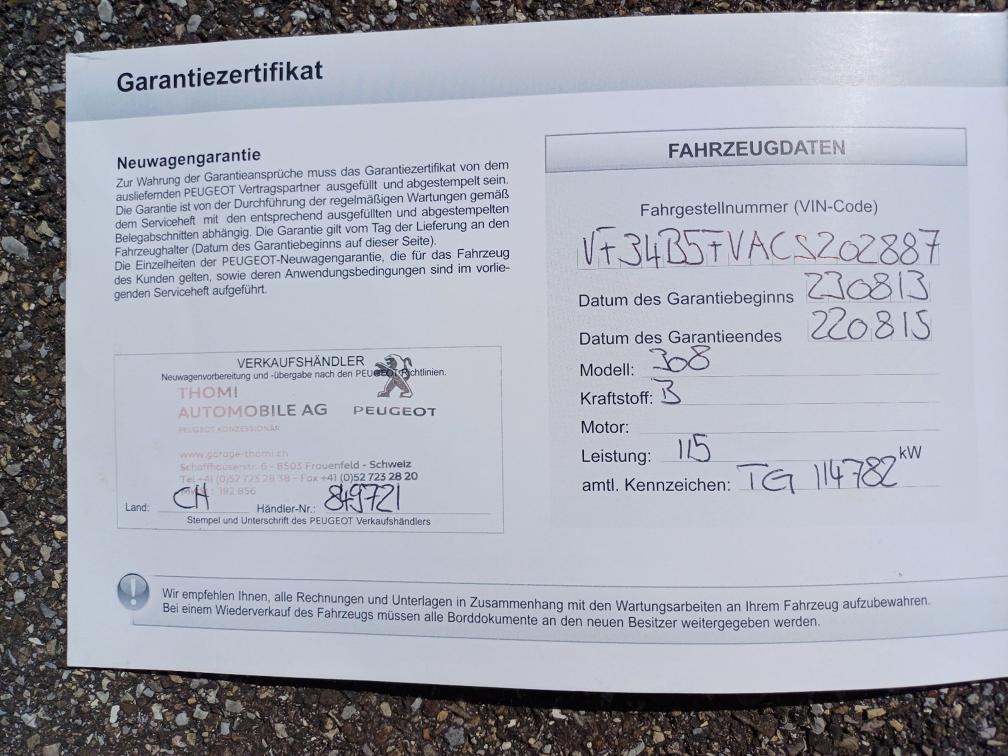 Garantiezertifikat
Neuwagengarantie
Zur Wahrung der Garantieansprüche muss das Garantiezertifikat von dem
ausliefernden PEUGEOT Vertragspartner ausgefüllt und abgestempelt sein.
Die Garantie ist von der Durchführung der regelmäßigen Wartungen gemäß
dem Serviceheft mit den entsprechend ausgefüllten und abgestempelten
Belegabschnitten abhängig. Die Garantie gilt vom Tag der Lieferung an den
Fahrzeughalter (Datum des Garantiebeginns auf dieser Seite).
Die Einzelheiten der PEUGEOT-Neuwagengarantie, die für das Fahrzeug
des Kunden gelten, sowie deren Anwendungsbedingungen sind im vorlie-
genden Serviceheft aufgeführt.
VERKAUFSHÄNDLER
Neuwagenvorbereitung und -übergabe nach den PEUGEOT Richtlinien.
THOMI
AUTOMOBILE AG PEUGEOT
PEUGEOT KONZESSIONÄR
www.garage-thomi.ch
Schaffhauserstr. 6 - 8503 Frauenfeld - Schweiz
Tel +41 (0)52 723 28 38 - Fax +41 (0)52 723 28 20
192 856
Land: CH Händler-Nr.: 849721
Stempel und Unterschrift des PEUGEOT Verkaufshändlers
FAHRZEUGDATEN
Fahrgestellnummer (VIN-Code)
VF34B5FVACS202887
Datum des Garantiebeginns 230813
Datum des Garantieendes 220815
Modell: 308
Kraftstoff: B
Motor:
Leistung: 115 kW
amtl. Kennzeichen: TG 114782
Wir empfehlen Ihnen, alle Rechnungen und Unterlagen in Zusammenhang mit den Wartungsarbeiten an Ihrem Fahrzeug aufzubewahren.
Bei einem Wiederverkauf des Fahrzeugs müssen alle Borddokumente an den neuen Besitzer weitergegeben werden.